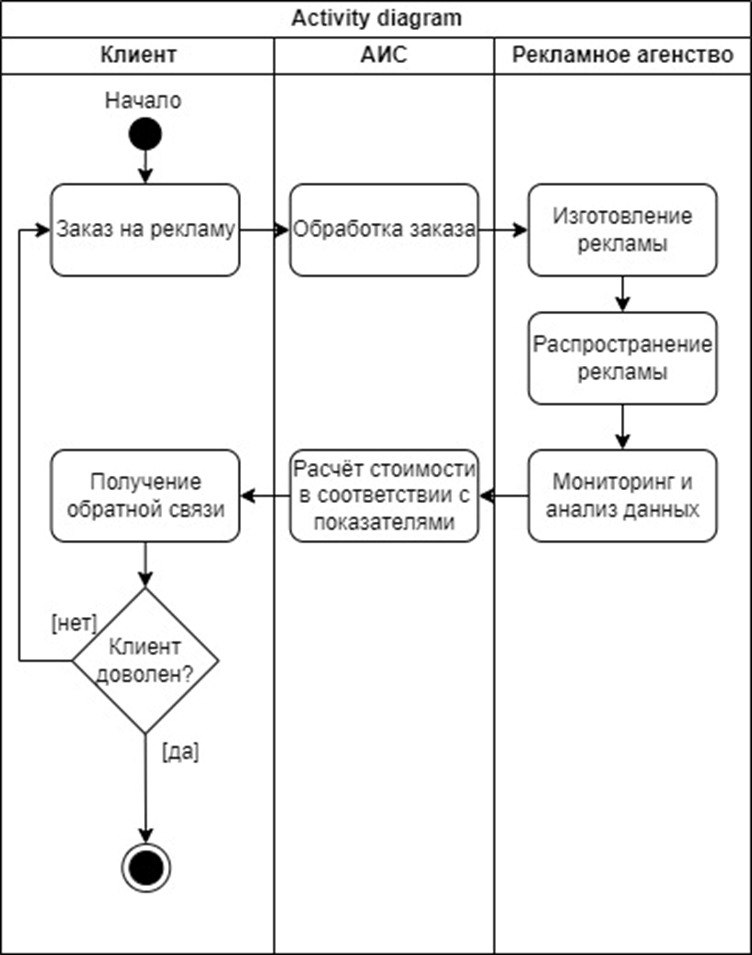 Activity diagram
Клиент
АИС
Рекламное агенство
Начало
Заказ на рекламу
Обработка заказа
Изготовление
рекламы
Распространение
рекламы
Получение
обратной связи
Расчёт стоимости
в соответствии с
показателями
Мониторинг и
анализ данных
[нет]
Клиент
доволен?
[да]